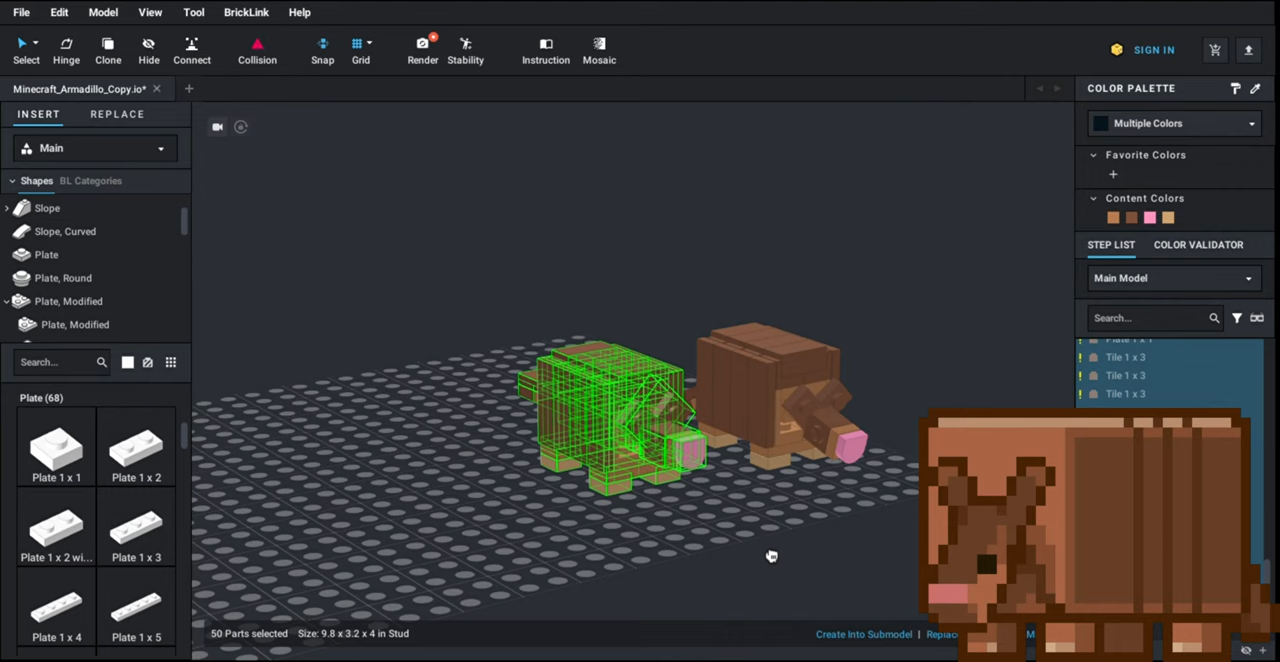 File Edit Model View Tool BrickLink Help
Select Hinge Clone Hide Connect Collision Snap Grid Render Stability Instruction Mosaic SIGN IN
Minecraft_Armadillo_Copy.io*
INSERT REPLACE
Main
Shapes BL Categories
Slope
Slope, Curved
Plate
Plate, Round
Plate, Modified
Plate, Modified
Search...
Plate (68)
Plate 1 x 1 Plate 1 x 2
Plate 1 x 2 wi... Plate 1 x 3
Plate 1 x 4 Plate 1 x 5
50 Parts selected Size: 9.8 x 3.2 x 4 in Stud
Create Into Submodel |
COLOR PALETTE
Multiple Colors
Favorite Colors
Content Colors
STEP LIST COLOR VALIDATOR
Main Model
Search...
Plate 1 x 1
Tile 1 x 3
Tile 1 x 3
Tile 1 x 3